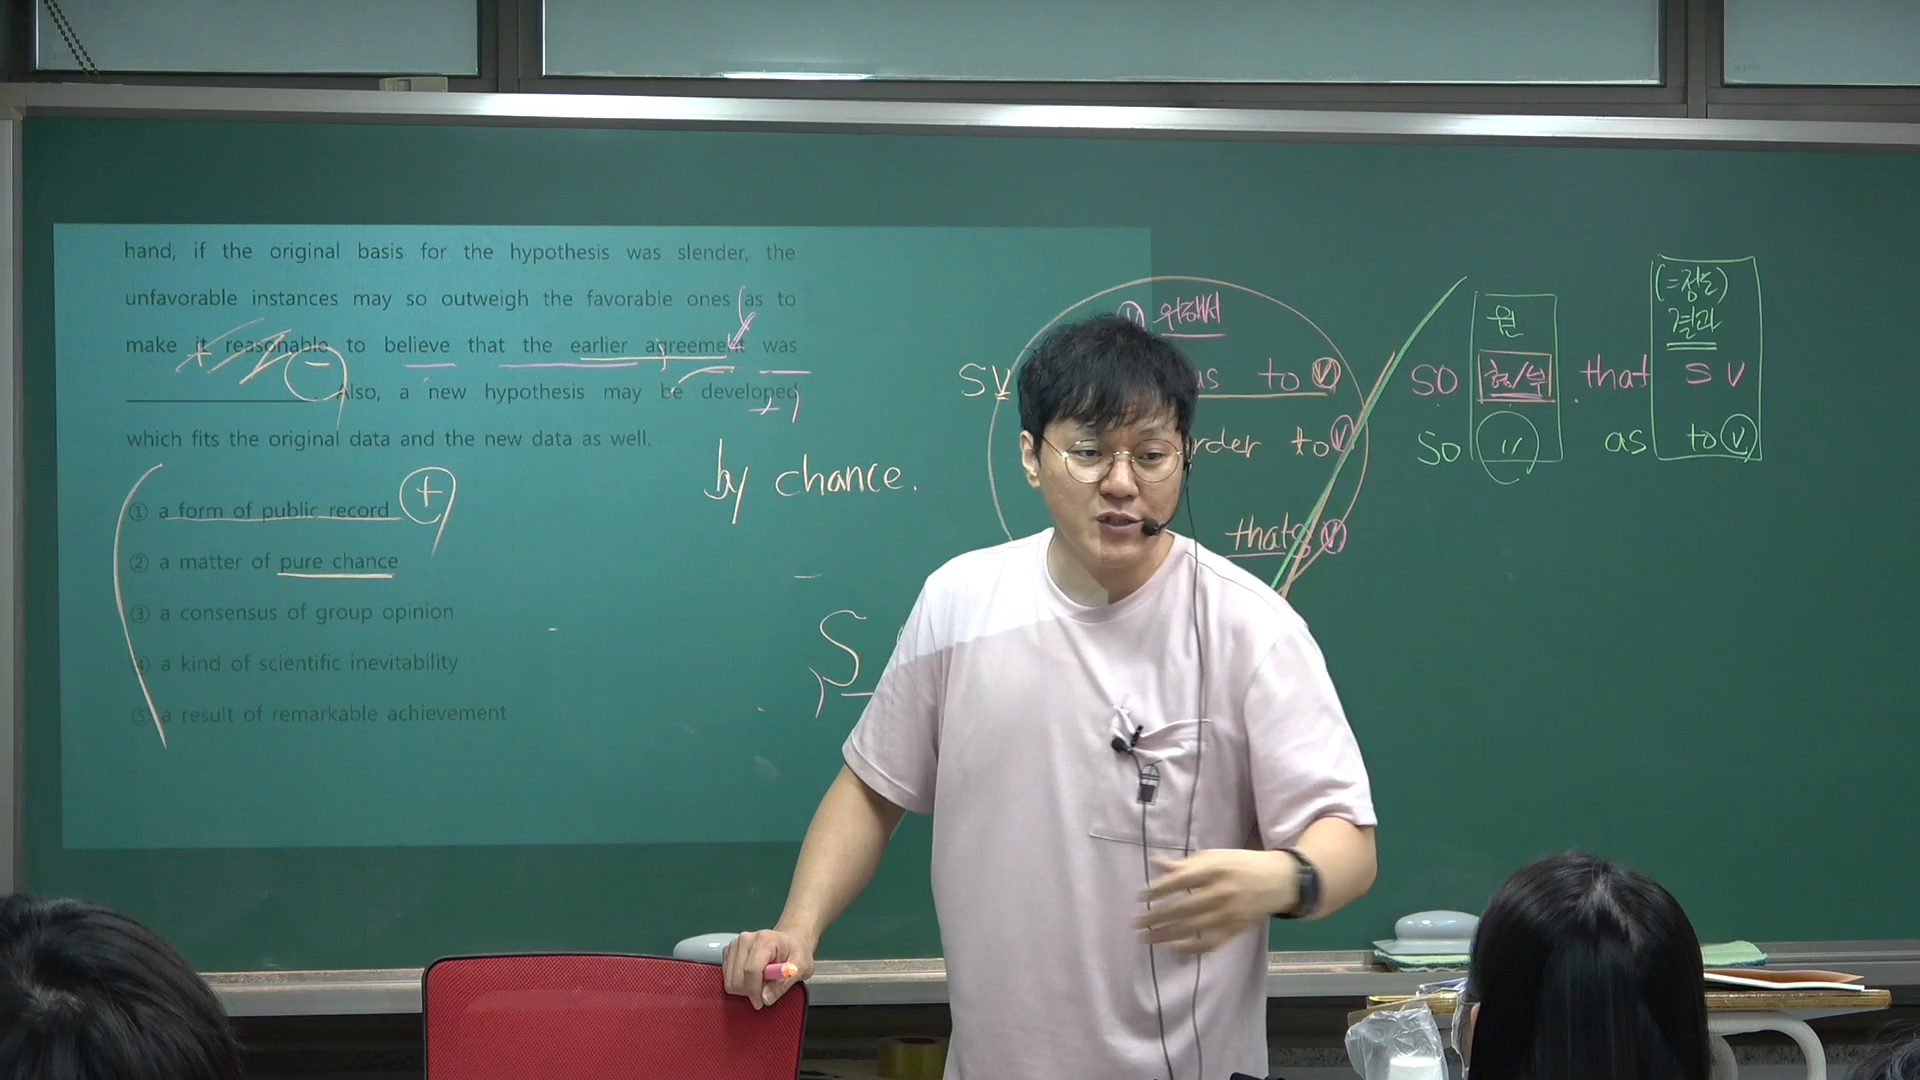 hand, if the original basis for the hypothesis was slender, the
unfavorable instances may so outweigh the favorable ones as to
make it reasonable to believe that the earlier agreement was
Also, a new hypothesis may be developed
which fits the original data and the new data as well.
① a form of public record
② a matter of pure chance
③ a consensus of group opinion
④ a kind of scientific inevitability
⑤ a result of remarkable achievement
+
-
by chance.
S
위해서
SV as to V
order to V
that S V
원
(=정도)
결과
so 형/부 that S V
so 〃 as to V